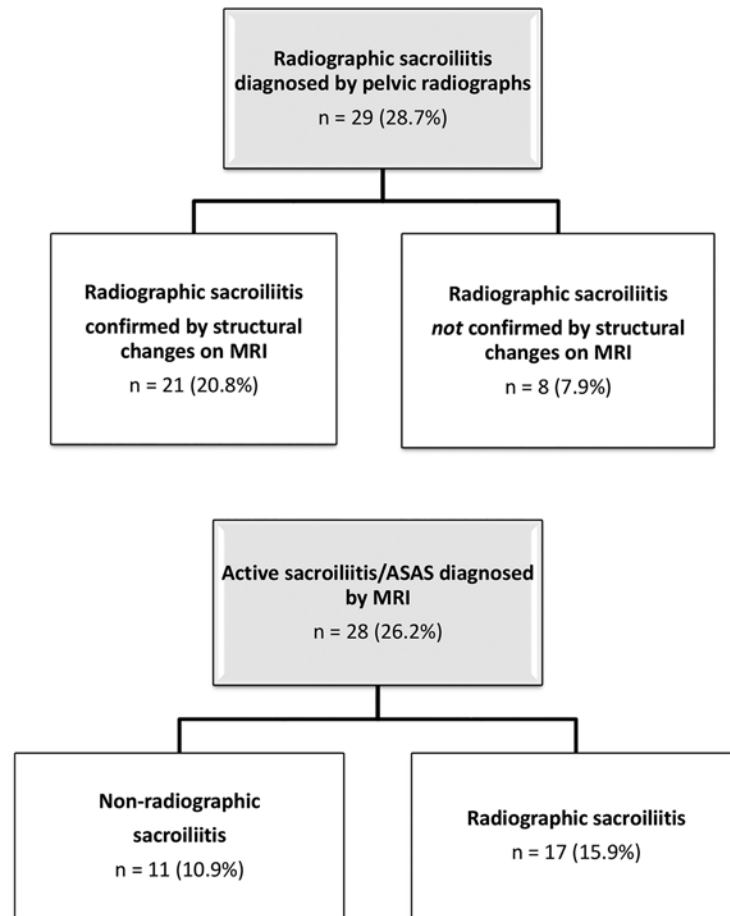 Radiographic sacroiliitis
diagnosed by pelvic radiographs
n = 29 (28.7%)
Radiographic sacroiliitis
confirmed by structural
changes on MRI
n = 21 (20.8%)
Radiographic sacroiliitis
not confirmed by structural
changes on MRI
n = 8 (7.9%)
Active sacroiliitis/ASAS diagnosed
by MRI
n = 28 (26.2%)
Non-radiographic
sacroiliitis
n = 11 (10.9%)
Radiographic sacroiliitis
n = 17 (15.9%)